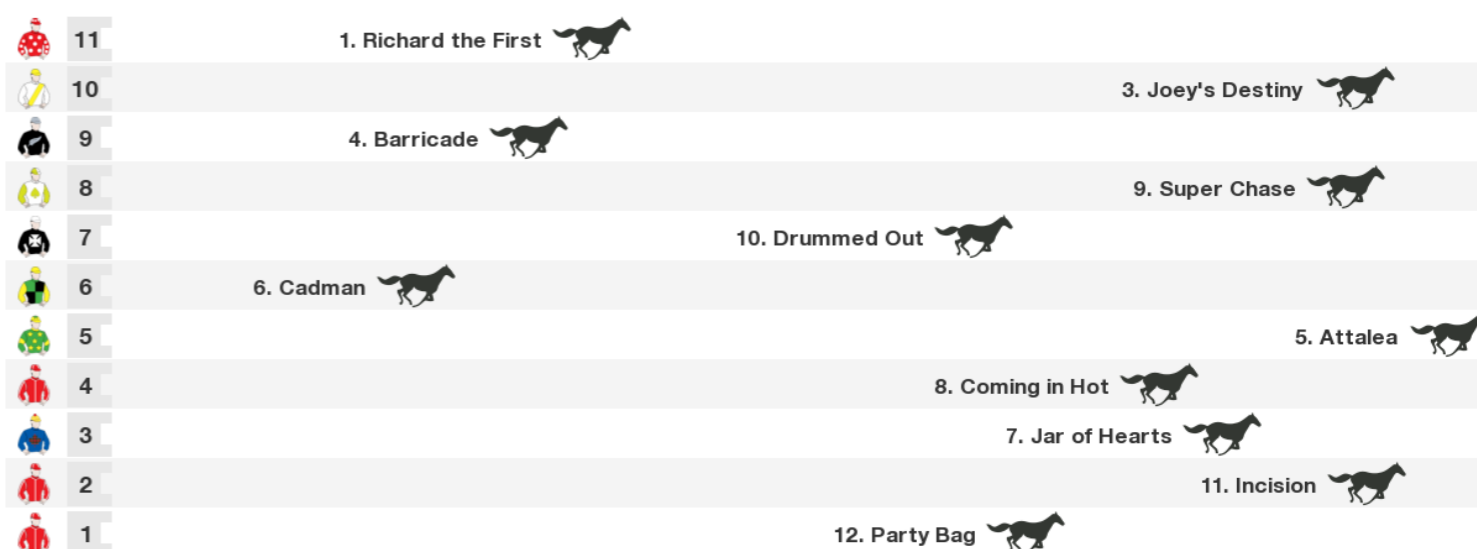 11 1. Richard the First
10 3. Joey's Destiny
9 4. Barricade
8 9. Super Chase
7 10. Drummed Out
6 6. Cadman
5 5. Attalea
4 8. Coming in Hot
3 7. Jar of Hearts
2 11. Incision
1 12. Party Bag